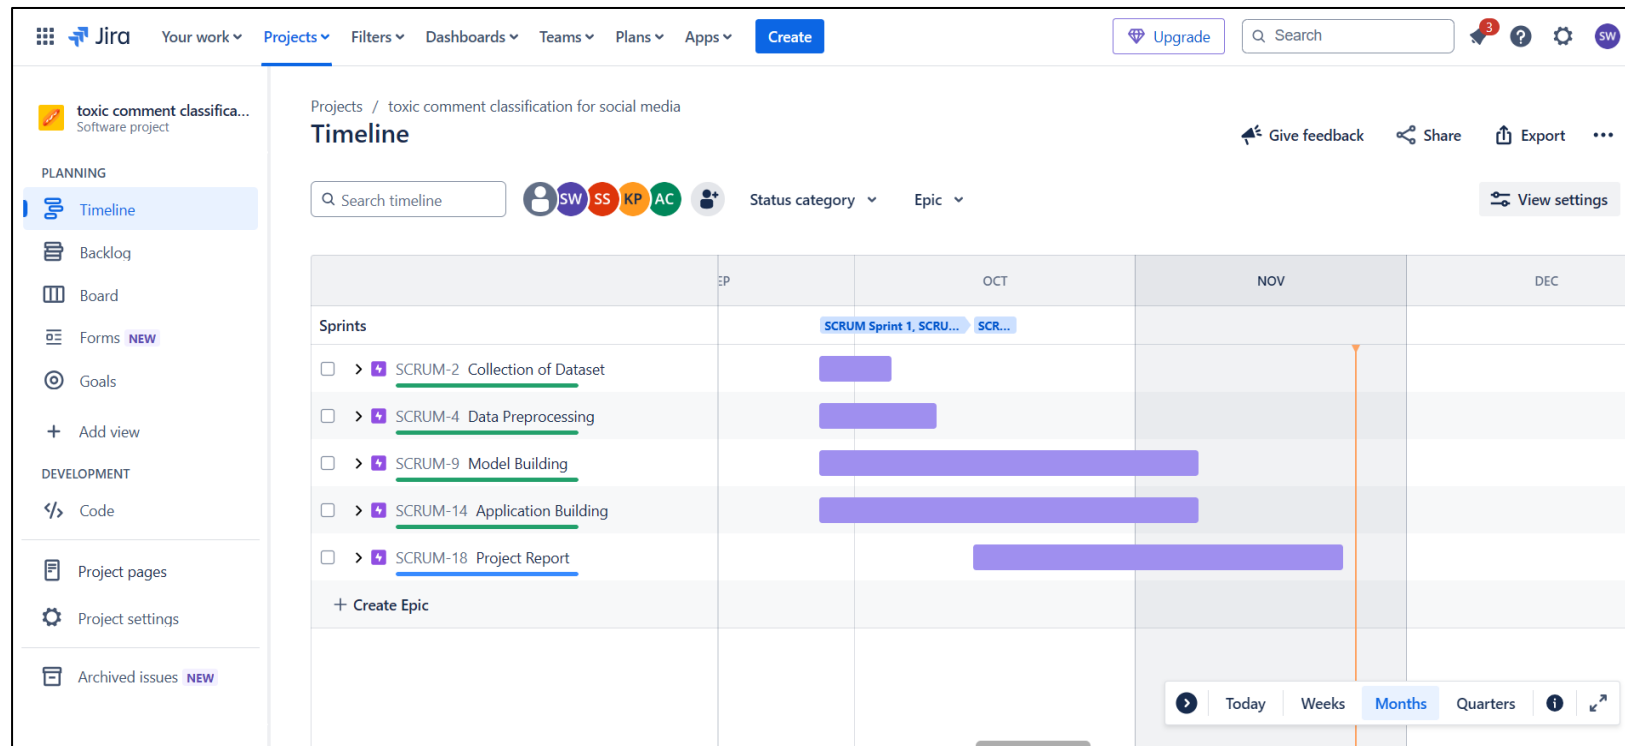 Jira Your work Projects Filters Dashboards Teams Plans Apps Create Upgrade Search 3 SW
toxic comment classifica...
Software project
PLANNING
Timeline
Backlog
Board
Forms NEW
Goals
Add view
DEVELOPMENT
Code
Project pages
Project settings
Archived issues NEW
Projects / toxic comment classification for social media
Timeline
Give feedback Share Export
Search timeline SW SS KP AC Status category Epic View settings
EP OCT NOV DEC
Sprints SCRUM Sprint 1, SCRU... SCR...
SCRUM-2 Collection of Dataset
SCRUM-4 Data Preprocessing
SCRUM-9 Model Building
SCRUM-14 Application Building
SCRUM-18 Project Report
+ Create Epic
Today Weeks Months Quarters